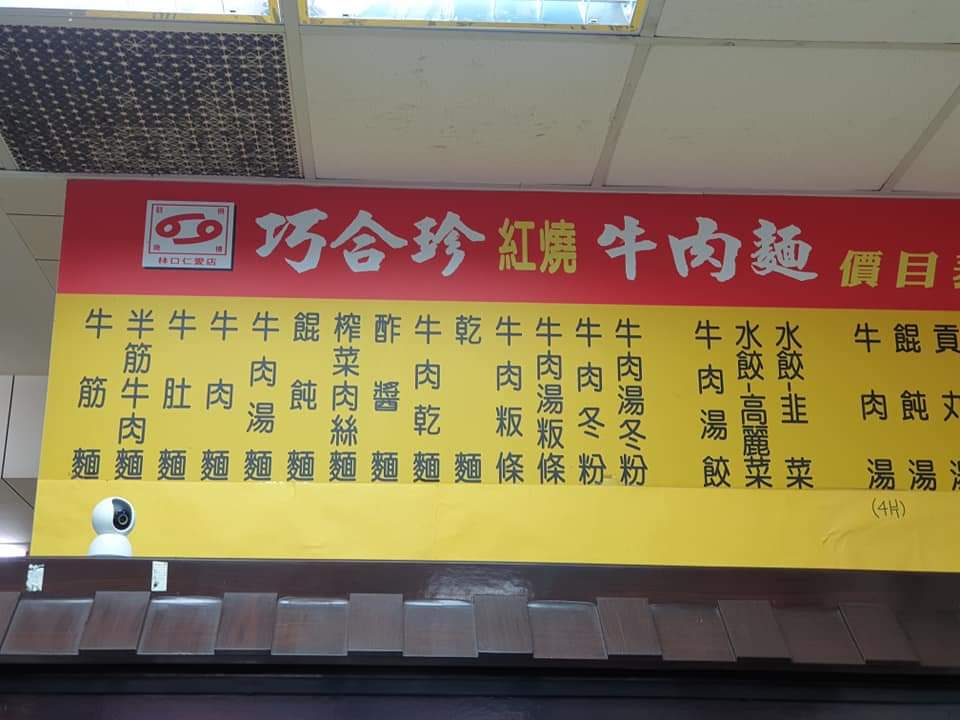 林口仁愛店
巧合珍 紅燒 牛肉麵 價目
牛筋麵
半筋牛肉麵
牛肚麵
牛肉麵
牛肉湯麵
餛飩麵
榨菜肉絲麵
酢醬麵
牛肉乾麵
乾麵
牛肉粄條
牛肉湯粄條
牛肉冬粉
牛肉湯冬粉
牛肉湯餃
水餃-高麗菜
水餃-韭菜
牛肉湯
餛飩湯
貢丸